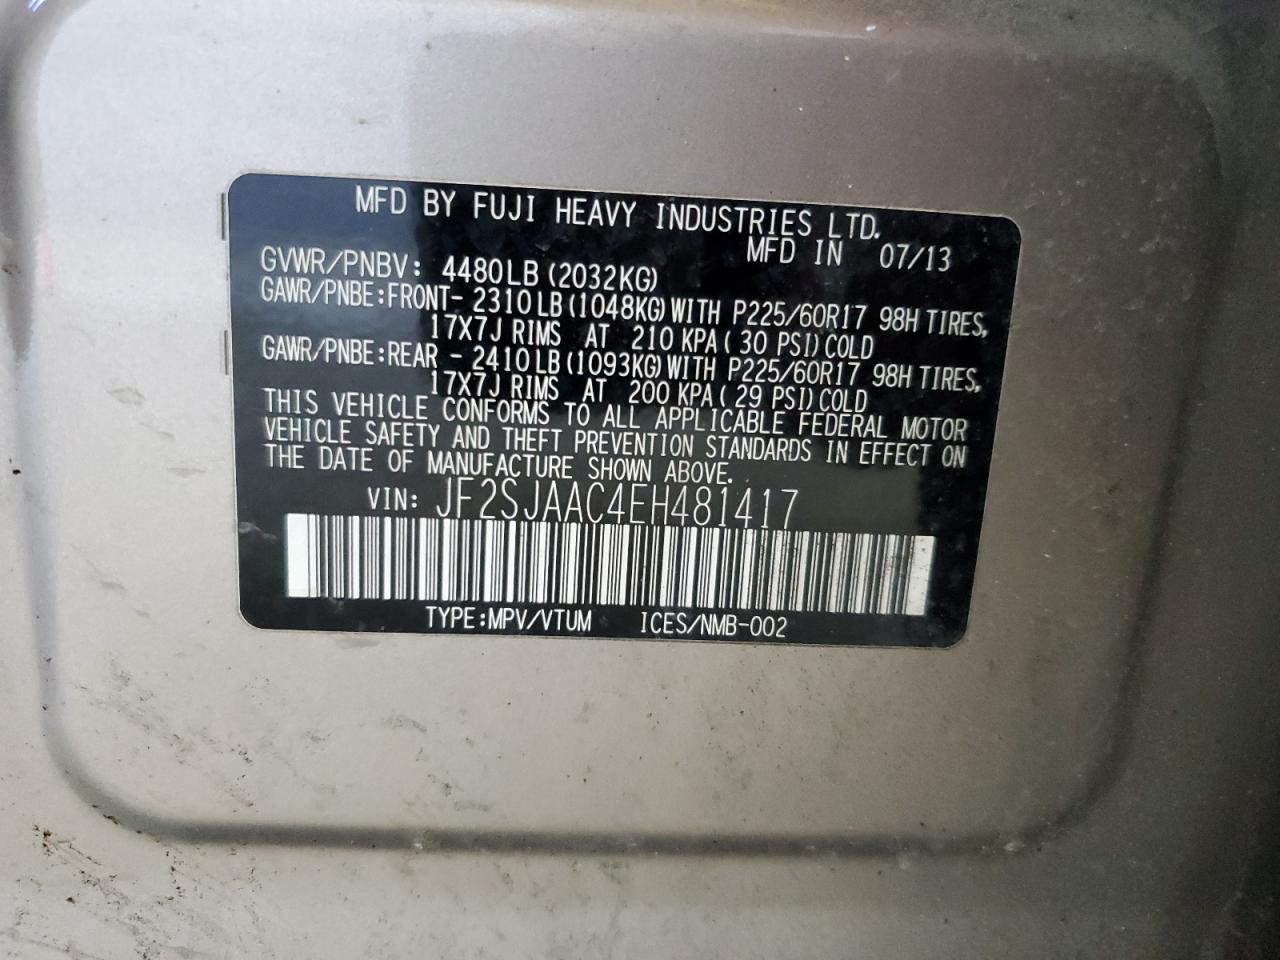 MFD BY FUJI HEAVY INDUSTRIES LTD.
MFD IN 07/13
GVWR/PNBV: 4480LB (2032KG)
GAWR/PNBE:FRONT- 2310LB(1048KG)WITH P225/60R17 98H TIRES,
17X7J RIMS AT 210 KPA( 30 PSI)COLD
GAWR/PNBE:REAR - 2410LB(1093KG)WITH P225/60R17 98H TIRES,
17X7J RIMS AT 200 KPA( 29 PSI)COLD
THIS VEHICLE CONFORMS TO ALL APPLICABLE FEDERAL MOTOR
VEHICLE SAFETY AND THEFT PREVENTION STANDARDS IN EFFECT ON
THE DATE OF MANUFACTURE SHOWN ABOVE.
VIN: JF2SJAAC4EH481417
TYPE:MPV/VTUM ICES/NMB-002